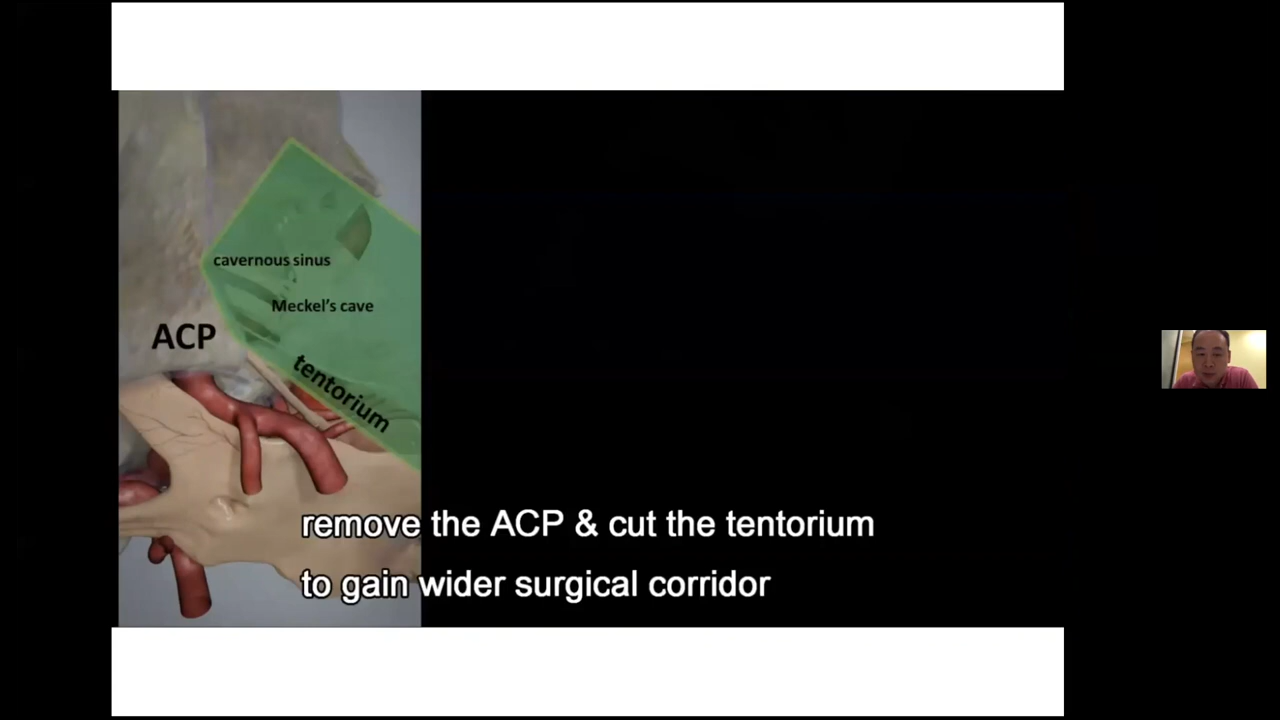 cavernous sinus
Meckel's cave
ACP
tentorium
remove the ACP & cut the tentorium
to gain wider surgical corridor